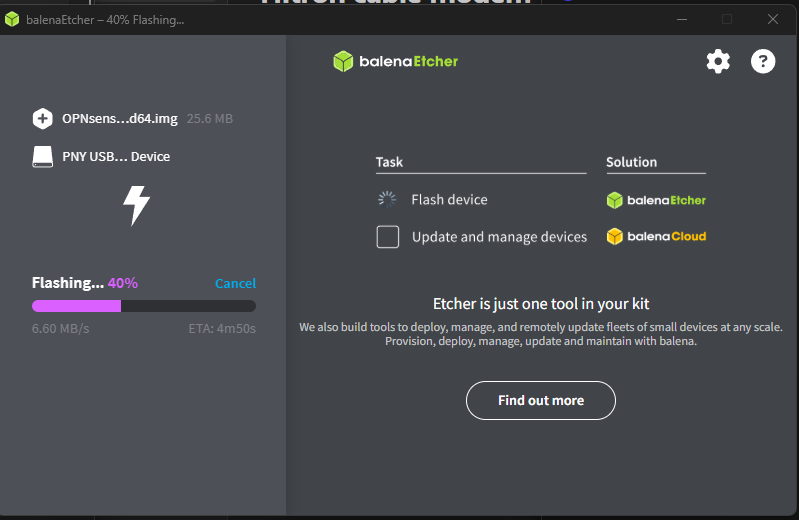 balenaEtcher – 40% Flashing...
balenaEtcher
OPNsens...d64.img 25.6 MB
PNY USB... Device
Flashing... 40% Cancel
6.60 MB/s ETA: 4m50s
Task Solution
Flash device balenaEtcher
Update and manage devices balenaCloud
Etcher is just one tool in your kit
We also build tools to deploy, manage, and remotely update fleets of small devices at any scale.
Provision, deploy, manage, update and maintain with balena.
Find out more